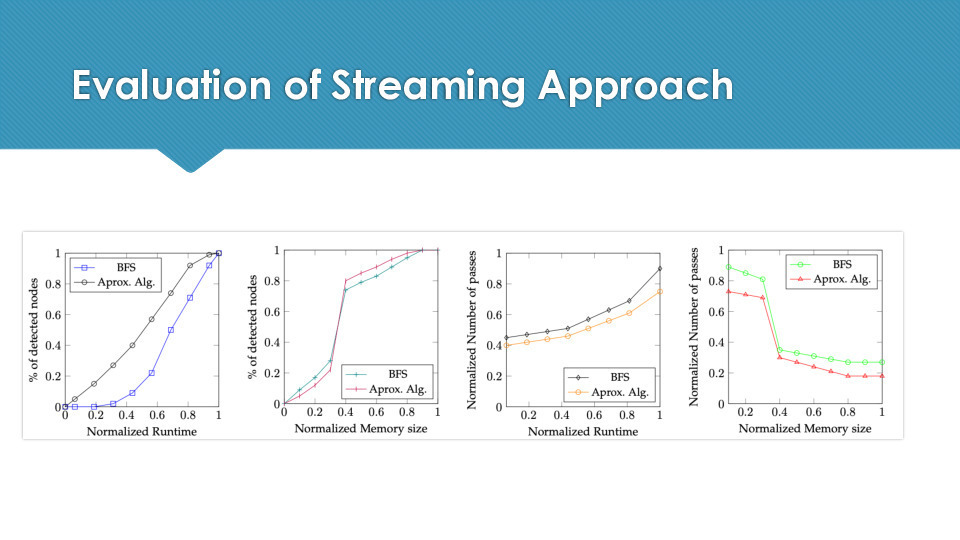 Evaluation of Streaming Approach
1
0.8
0.6
0.4
0.2
0
0
0.2
0.4
0.6
0.8
1
% of detected nodes
Normalized Runtime
BFS
Aprox. Alg.
1
0.8
0.6
0.4
0.2
0
0
0.2
0.4
0.6
0.8
1
% of detected nodes
Normalized Memory size
BFS
Aprox. Alg.
1
0.8
0.6
0.4
0.2
0
0.2
0.4
0.6
0.8
1
Normalized Number of passes
Normalized Runtime
BFS
Aprox. Alg.
1
0.8
0.6
0.4
0.2
0
0.2
0.4
0.6
0.8
1
Normalized Number of passes
Normalized Memory size
BFS
Aprox. Alg.